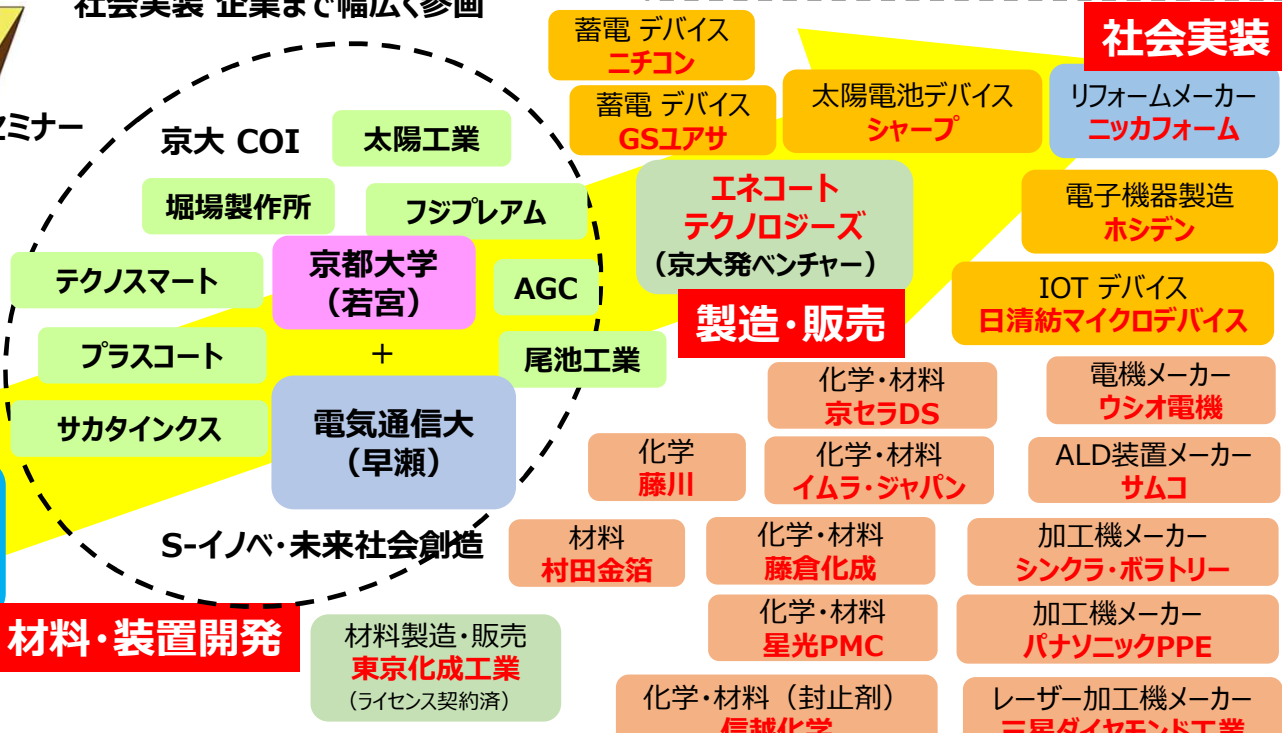 社会実装 企業まで幅広く参画
セミナー
京大 COI
太陽工業
堀場製作所
フジプレアム
テクノスマート
京都大学
（若宮）
AGC
プラスコート
+
尾池工業
サカタインクス
電気通信大
（早瀬）
S-イノベ・未来社会創造
材料・装置開発
材料製造・販売
東京化成工業
(ライセンス契約済)
蓄電 デバイス
ニチコン
蓄電 デバイス
GSユアサ
太陽電池デバイス
シャープ
社会実装
リフォームメーカー
ニッカフォーム
エネコート
テクノロジーズ
（京大発ベンチャー）
製造・販売
電子機器製造
ホシデン
IOT デバイス
日清紡マイクロデバイス
化学・材料
京セラDS
電機メーカー
ウシオ電機
化学
藤川
化学・材料
イムラ・ジャパン
ALD装置メーカー
サムコ
材料
村田金箔
化学・材料
藤倉化成
加工機メーカー
シンクラ・ボラトリー
化学・材料
星光PMC
加工機メーカー
パナソニックPPE
化学・材料（封止剤）
信越化学
レーザー加工機メーカー
三星ダイヤモンド工業